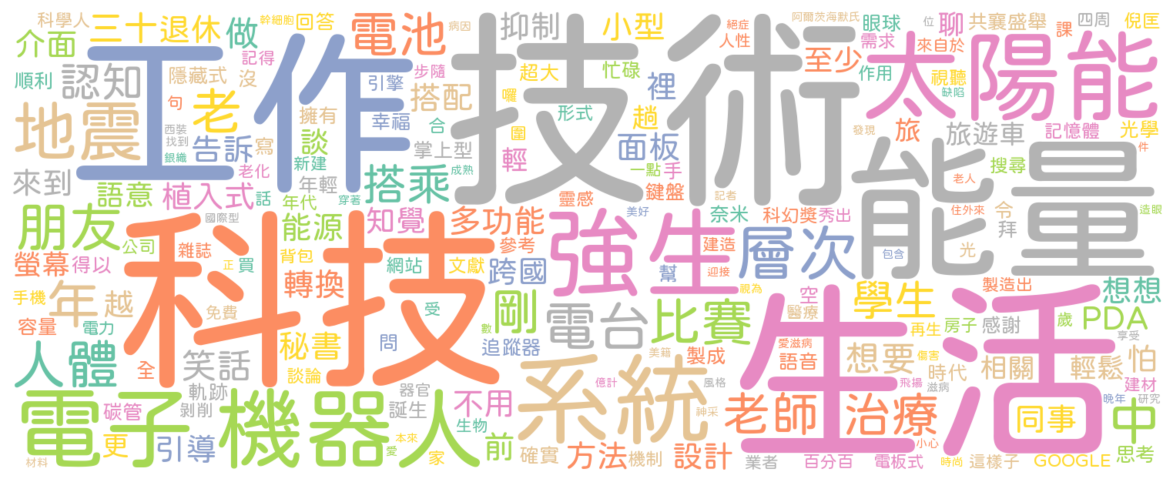 科學人
幹細胞
回答
病因
抑制
小型
絕症
阿爾茨海默氏
眼球
位
聊
共襄盛舉
四周
倪匡
三十退休
做
電池
介面
記得
人性
至少
需求
來自於
課
工作
技術
太陽能
順利
認知
隱藏式
沒
引擎
步隨
超大
忙碌
裡
作用
視聽
缺陷
老
句
擁有
搭配
形式
趟
旅
旅遊車
記憶體
光學
地震
西裝
找到
銀纖
告訴
寫
談
幸福
合
掌上型
圍
囉
面板
發現
件
新建
老化
成熟
輕
一點
手
能量
搜尋
來到
語意
植入式
話
年輕
搭乘
靈感
鍵盤
老人
年代
穿著
記者
住外來
令
造眼
朋友
國際型
能源
知覺
多功能
強生
美好
奈米
科幻獎
秀出
光
拜
公司
科技
背包
參考
建造
層次
包含
螢幕
得以
雜誌
正
買
網站
文獻
跨國
幫
迎接
製造出
想想
手機
年
越
轉換
受
剛
電台
比賽
親為
空
學生
PDA
容量
電力
免費
數
醫療
再生
房子
感謝
歲
人體
全
笑話
秘書
問
追蹤器
製成
愛滋病
語音
生活
想要
傷害
時代
相關
輕鬆
享受
怕
談論
美籍
系統
軌跡
器官
億計
風格
飛揚
滋病
建材
電子
機器人
碳管
剝削
誕生
生物
不用
神采
老師
治療
同事
晚年
研究
中
更
引導
本來
愛
前
家
確實
方法
機制
設計
小心
材料
業者
百分百
電板式
時尚
這樣子
GOOGLE
思考